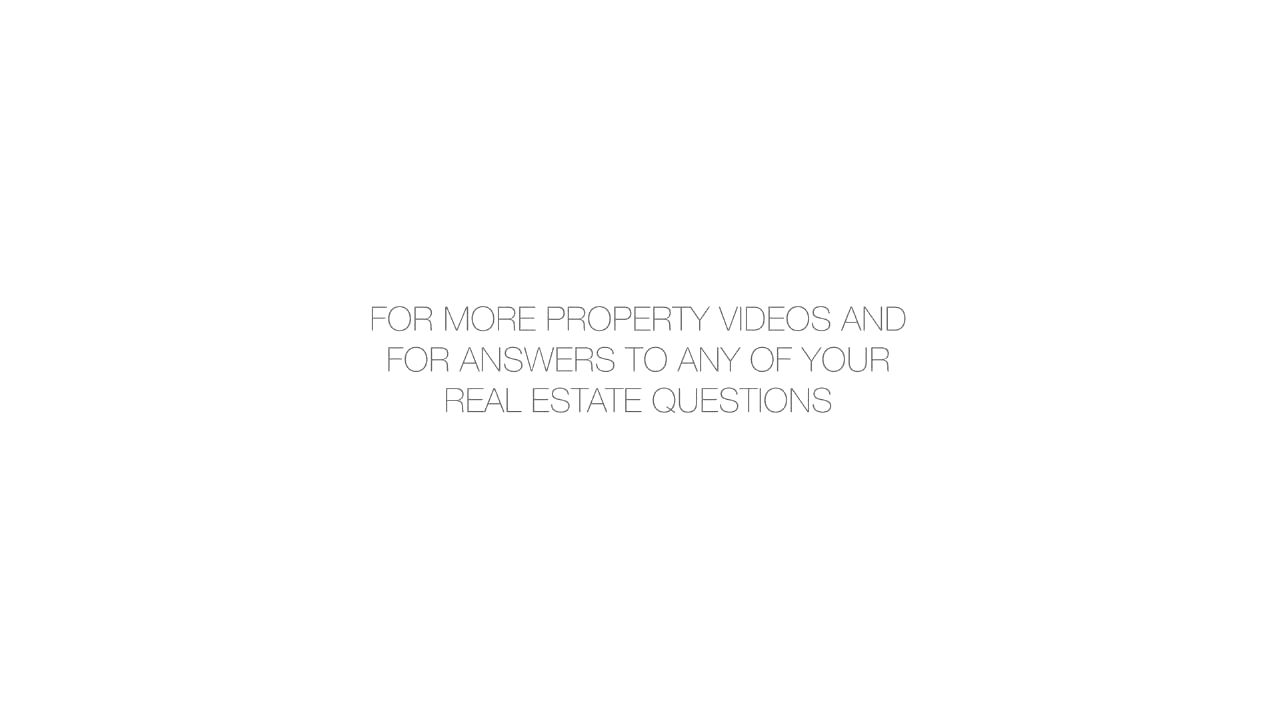 FOR MORE PROPERTY VIDEOS AND
FOR ANSWERS TO ANY OF YOUR
REAL ESTATE QUESTIONS